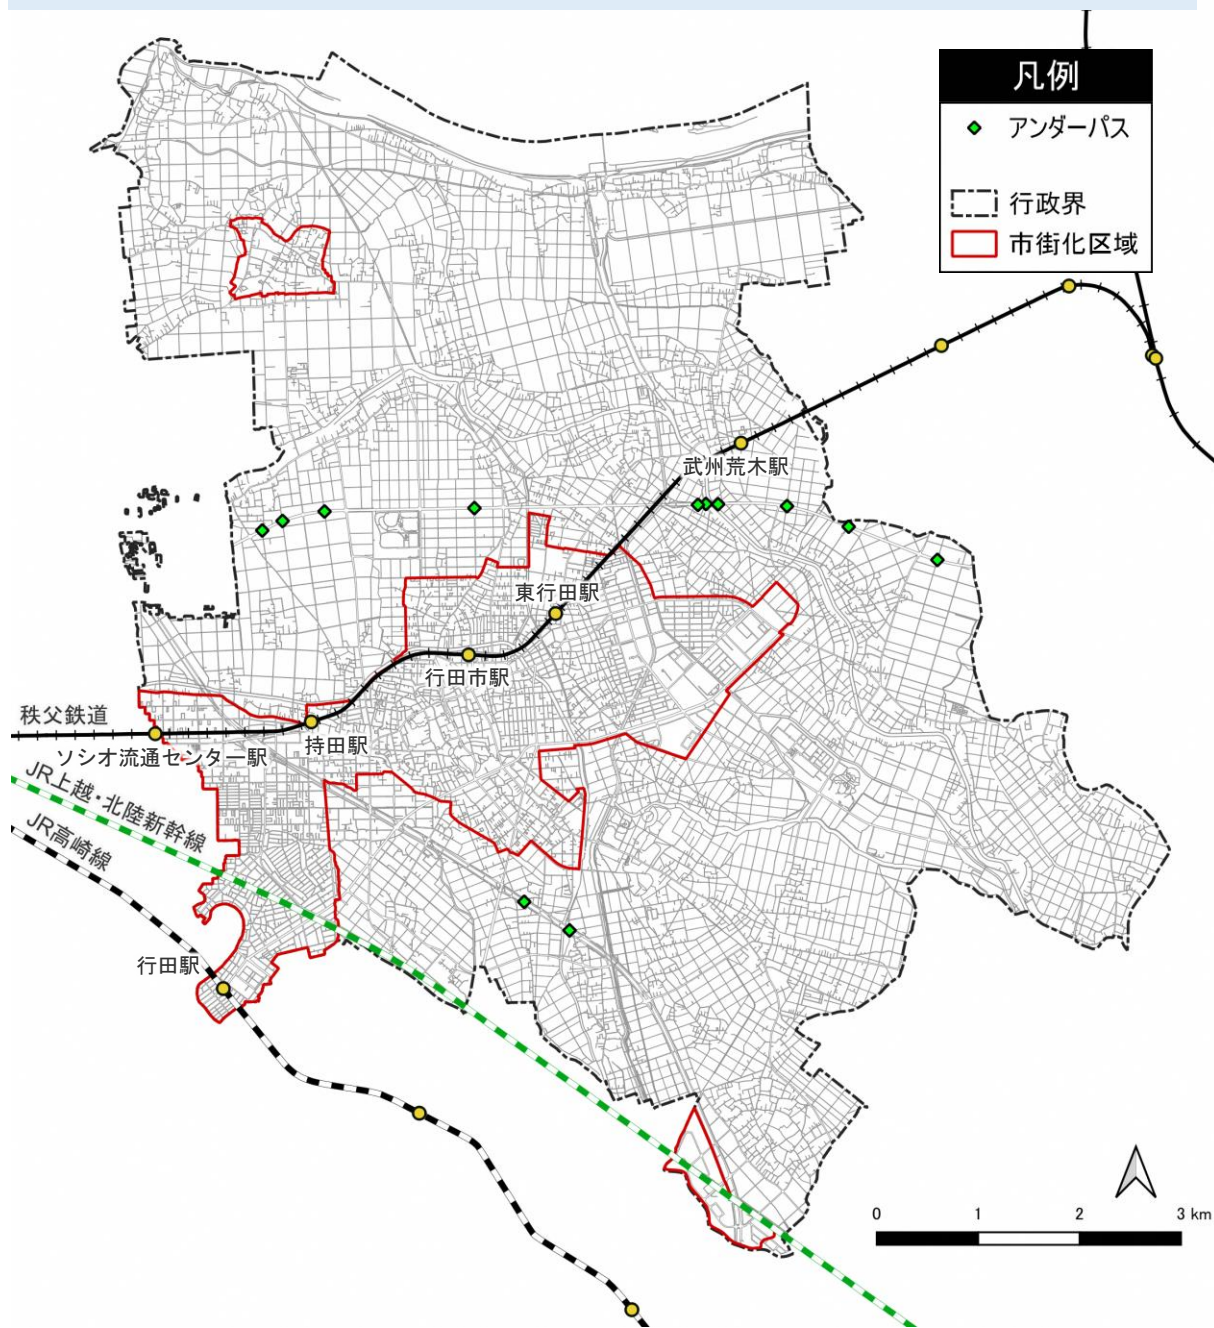 凡例
アンダーパス
行政界
市街化区域
武州荒木駅
東行田駅
行田市駅
秩父鉄道
持田駅
ソシオ流通センター駅
JR上越・北陸新幹線
JR高崎線
行田駅
0 1 2 3 km